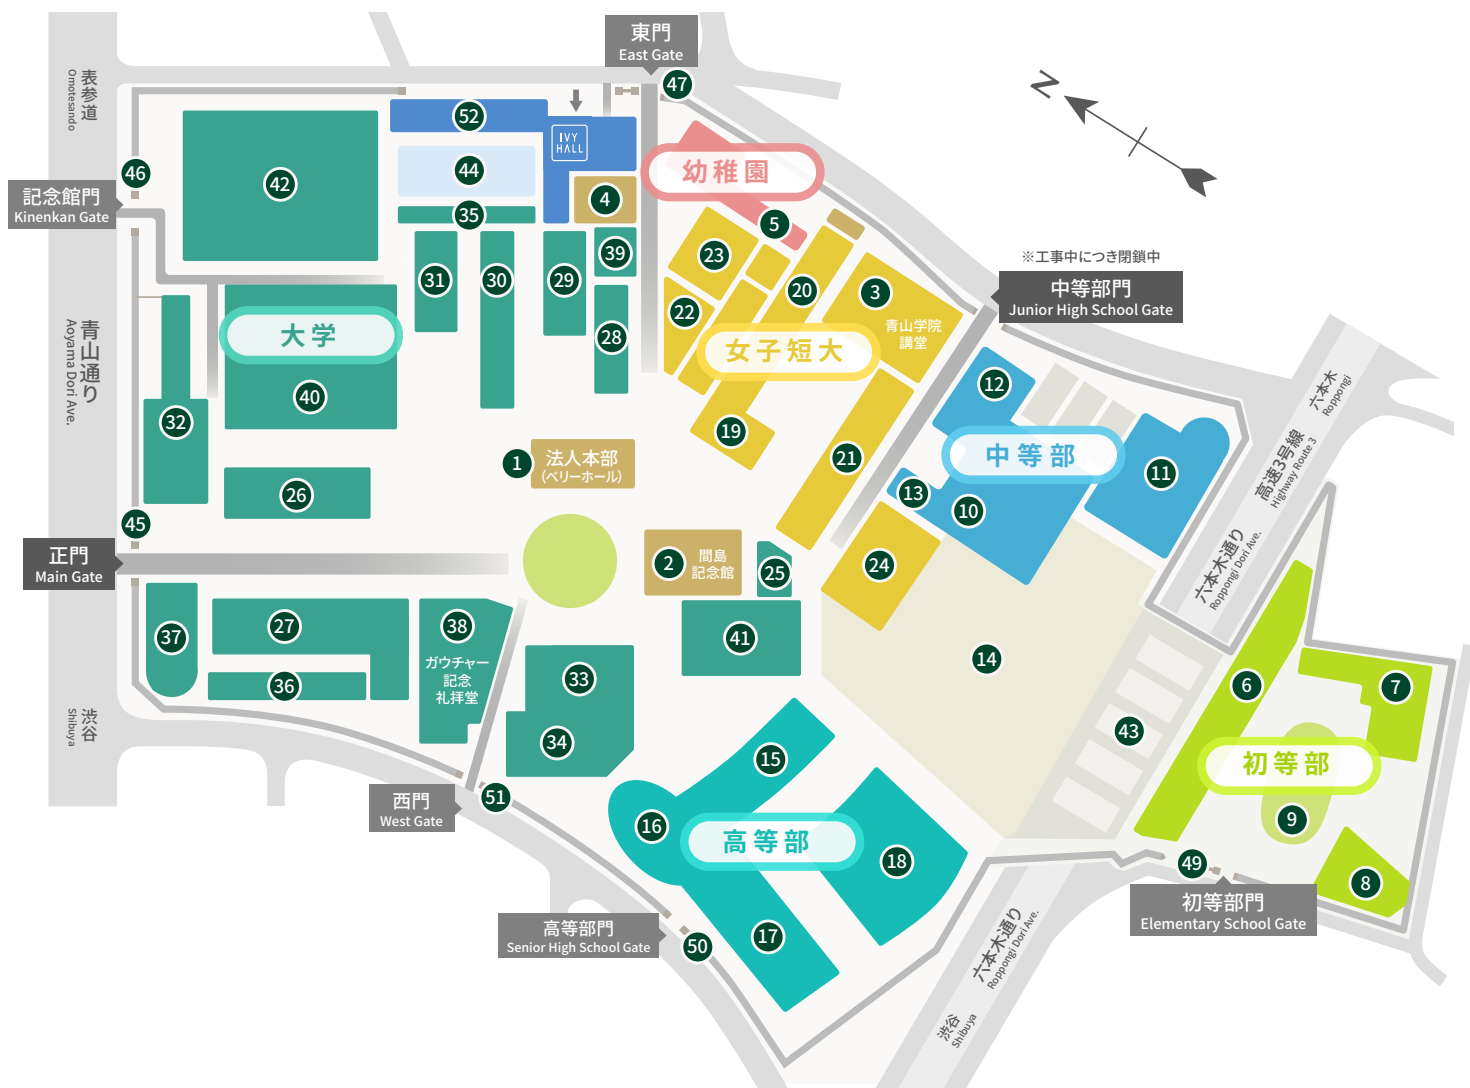 東門
East Gate
47
表参道
Omotesando
52
IVY
HALL
46
42
44
幼稚園
4
記念館門
Kinenkan Gate
35
5
N
39
23
31
30
29
20
3
※工事中につき閉鎖中
中等部門
Junior High School Gate
青山通り
Aoyama Dori Ave.
大学
28
22
青山学院
講堂
女子短大
40
32
12
六本木
Roppongi
19
1
法人本部
(ベリーホール)
21
中等部
11
高速3号線
Highway Route 3
26
13
10
45
正門
Main Gate
2
間島
記念館
25
24
六本木通り
Roppongi Dori Ave.
37
27
38
ガウチャー
記念
礼拝堂
41
14
36
33
6
7
渋谷
Shibuya
34
43
15
初等部
西門
West Gate
51
16
高等部
9
18
49
8
初等部門
Elementary School Gate
高等部門
Senior High School Gate
50
17
六本木通り
Roppongi Dori Ave.
渋谷
Shibuya